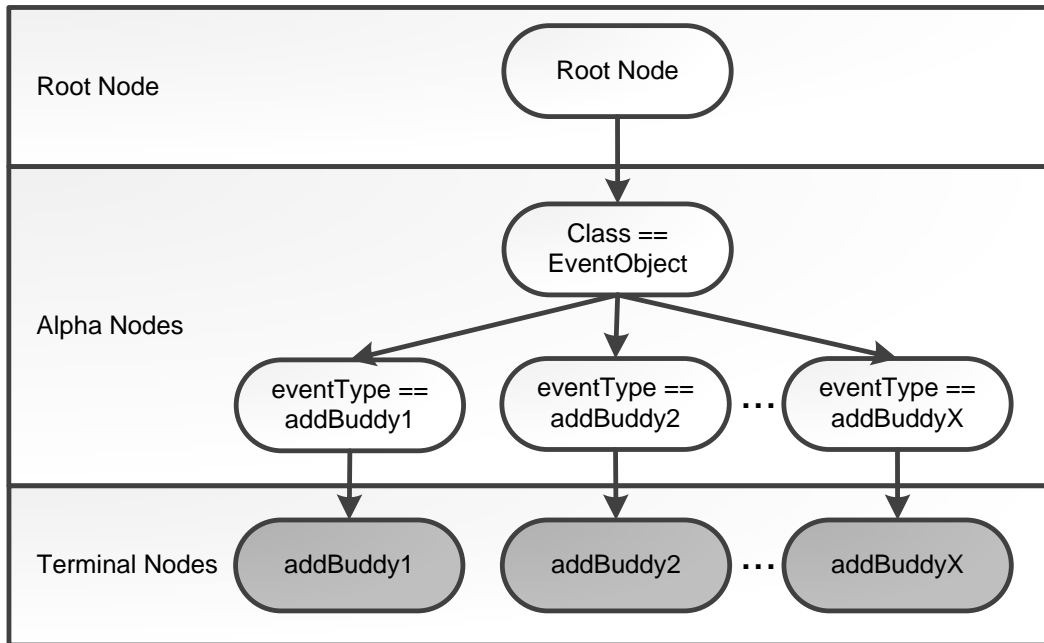 Root Node
Root Node
Class ==
EventObject
Alpha Nodes
eventType ==
addBuddy1
eventType ==
addBuddy2
...
eventType ==
addBuddyX
Terminal Nodes
addBuddy1
addBuddy2
...
addBuddyX